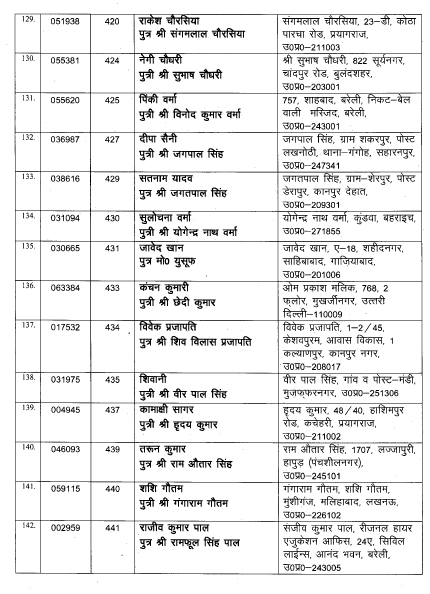 129. 051938 420 राकेश चौरसिया संगमलाल चौरसिया, 23–डी, कोठा
पुत्र श्री संगमलाल चौरसिया पारचा रोड, प्रयागराज,
उ0प्र0–211003
130. 055381 424 नेगी चौधरी श्री सुभाष चौधरी, 822 सूर्यनगर,
पुत्री श्री सुभाष चौधरी चांदपुर रोड, बुलंदशहर,
उ0प्र0–203001
131. 055620 425 पिंकी वर्मा 757, शाहबाद, बरेली, निकट–बेल
पुत्री श्री विनोद कुमार वर्मा वाली मस्जिद, बरेली,
उ0प्र0–243001
132. 036987 427 दीपा सैनी जगपाल सिंह, ग्राम शकरपुर, पोस्ट
पुत्री श्री जगपाल सिंह लखनोठी, थाना–गंगोह, सहारनपुर,
उ0प्र0–247341
133. 038616 429 सतनाम यादव जगतपाल सिंह, ग्राम–शेरपुर, पोस्ट
पुत्र श्री जगतपाल सिंह डेरापुर, कानपुर देहात,
उ0प्र0–209301
134. 031094 430 सुलोचना वर्मा योगेन्द्र नाथ वर्मा, कुंडवा, बहराइच,
पुत्री श्री योगेन्द्र नाथ वर्मा उ0प्र0–271855
135. 030665 431 जावेद खान जावेद खान, ए–18, शहीदनगर,
पुत्र मो0 युसूफ साहिबाबाद, गाज़ियाबाद,
उ0प्र0–201006
136. 063384 433 कंचन कुमारी ओम प्रकाश मलिक, 768, 2
पुत्री श्री छेदी कुमार फ्लोर, मुखर्जीनगर, उत्तरी
दिल्ली–110009
137. 017532 434 विवेक प्रजापति विवेक प्रजापति, 1–2/45,
पुत्र श्री शिव विलास प्रजापति केशवपुरम, आवास विकास, 1
कल्याणपुर, कानपुर नगर,
उ0प्र0–208017
138. 031975 435 शिवानी वीर पाल सिंह, गांव व पोस्ट–मंडी,
पुत्री श्री वीर पाल सिंह मुजफ्फरनगर, उ0प्र0–251306
139. 004945 437 कामाक्षी सागर हृदय कुमार, 48/40, हाशिमपुर
पुत्री श्री हृदय कुमार रोड, कचेहरी, प्रयागराज,
उ0प्र0–211002
140. 046093 439 तरून कुमार राम औतार सिंह, 1707, लज्जापुरी,
पुत्र श्री राम औतार सिंह हापुड़ (पंचशीलनगर),
उ0प्र0–245101
141. 059115 440 शशि गौतम गंगाराम गौतम, शशि गौतम,
पुत्री श्री गंगाराम गौतम मुंशीगंज, मलिहाबाद, लखनऊ,
उ0प्र0–226102
142. 002959 441 राजीव कुमार पाल संजीव कुमार पाल, रीजनल हायर
पुत्र श्री रामफूल सिंह पाल एजुकेशन आफिस, 24ए, सिविल
लाईन्स, आनंद भवन, बरेली,
उ0प्र0–243005